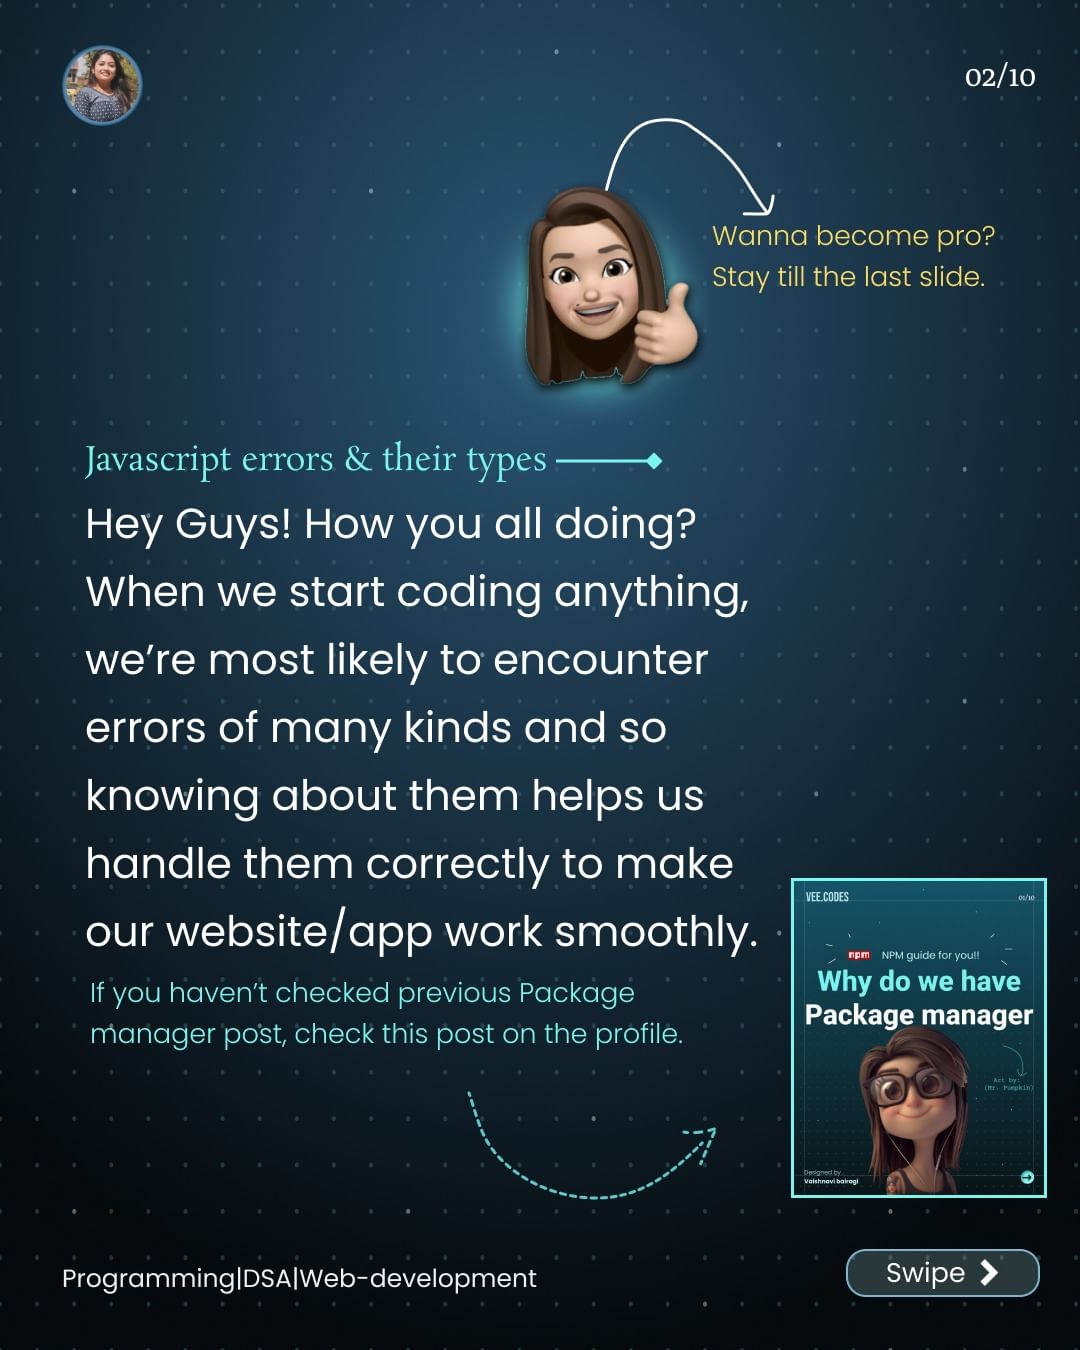 02/10
Wanna become pro?
Stay till the last slide.
Javascript errors & their types
Hey Guys! How you all doing?
When we start coding anything,
we’re most likely to encounter
errors of many kinds and so
knowing about them helps us
handle them correctly to make
our website/app work smoothly.
If you haven’t checked previous Package
manager post, check this post on the profile.
VEE.CODES
01/10
npm NPM guide for you!!
Why do we have
Package manager
Art by:
(Mr. Pumpkin)
Designed by
Vaishnavi bairagi
Programming|DSA|Web-development
Swipe